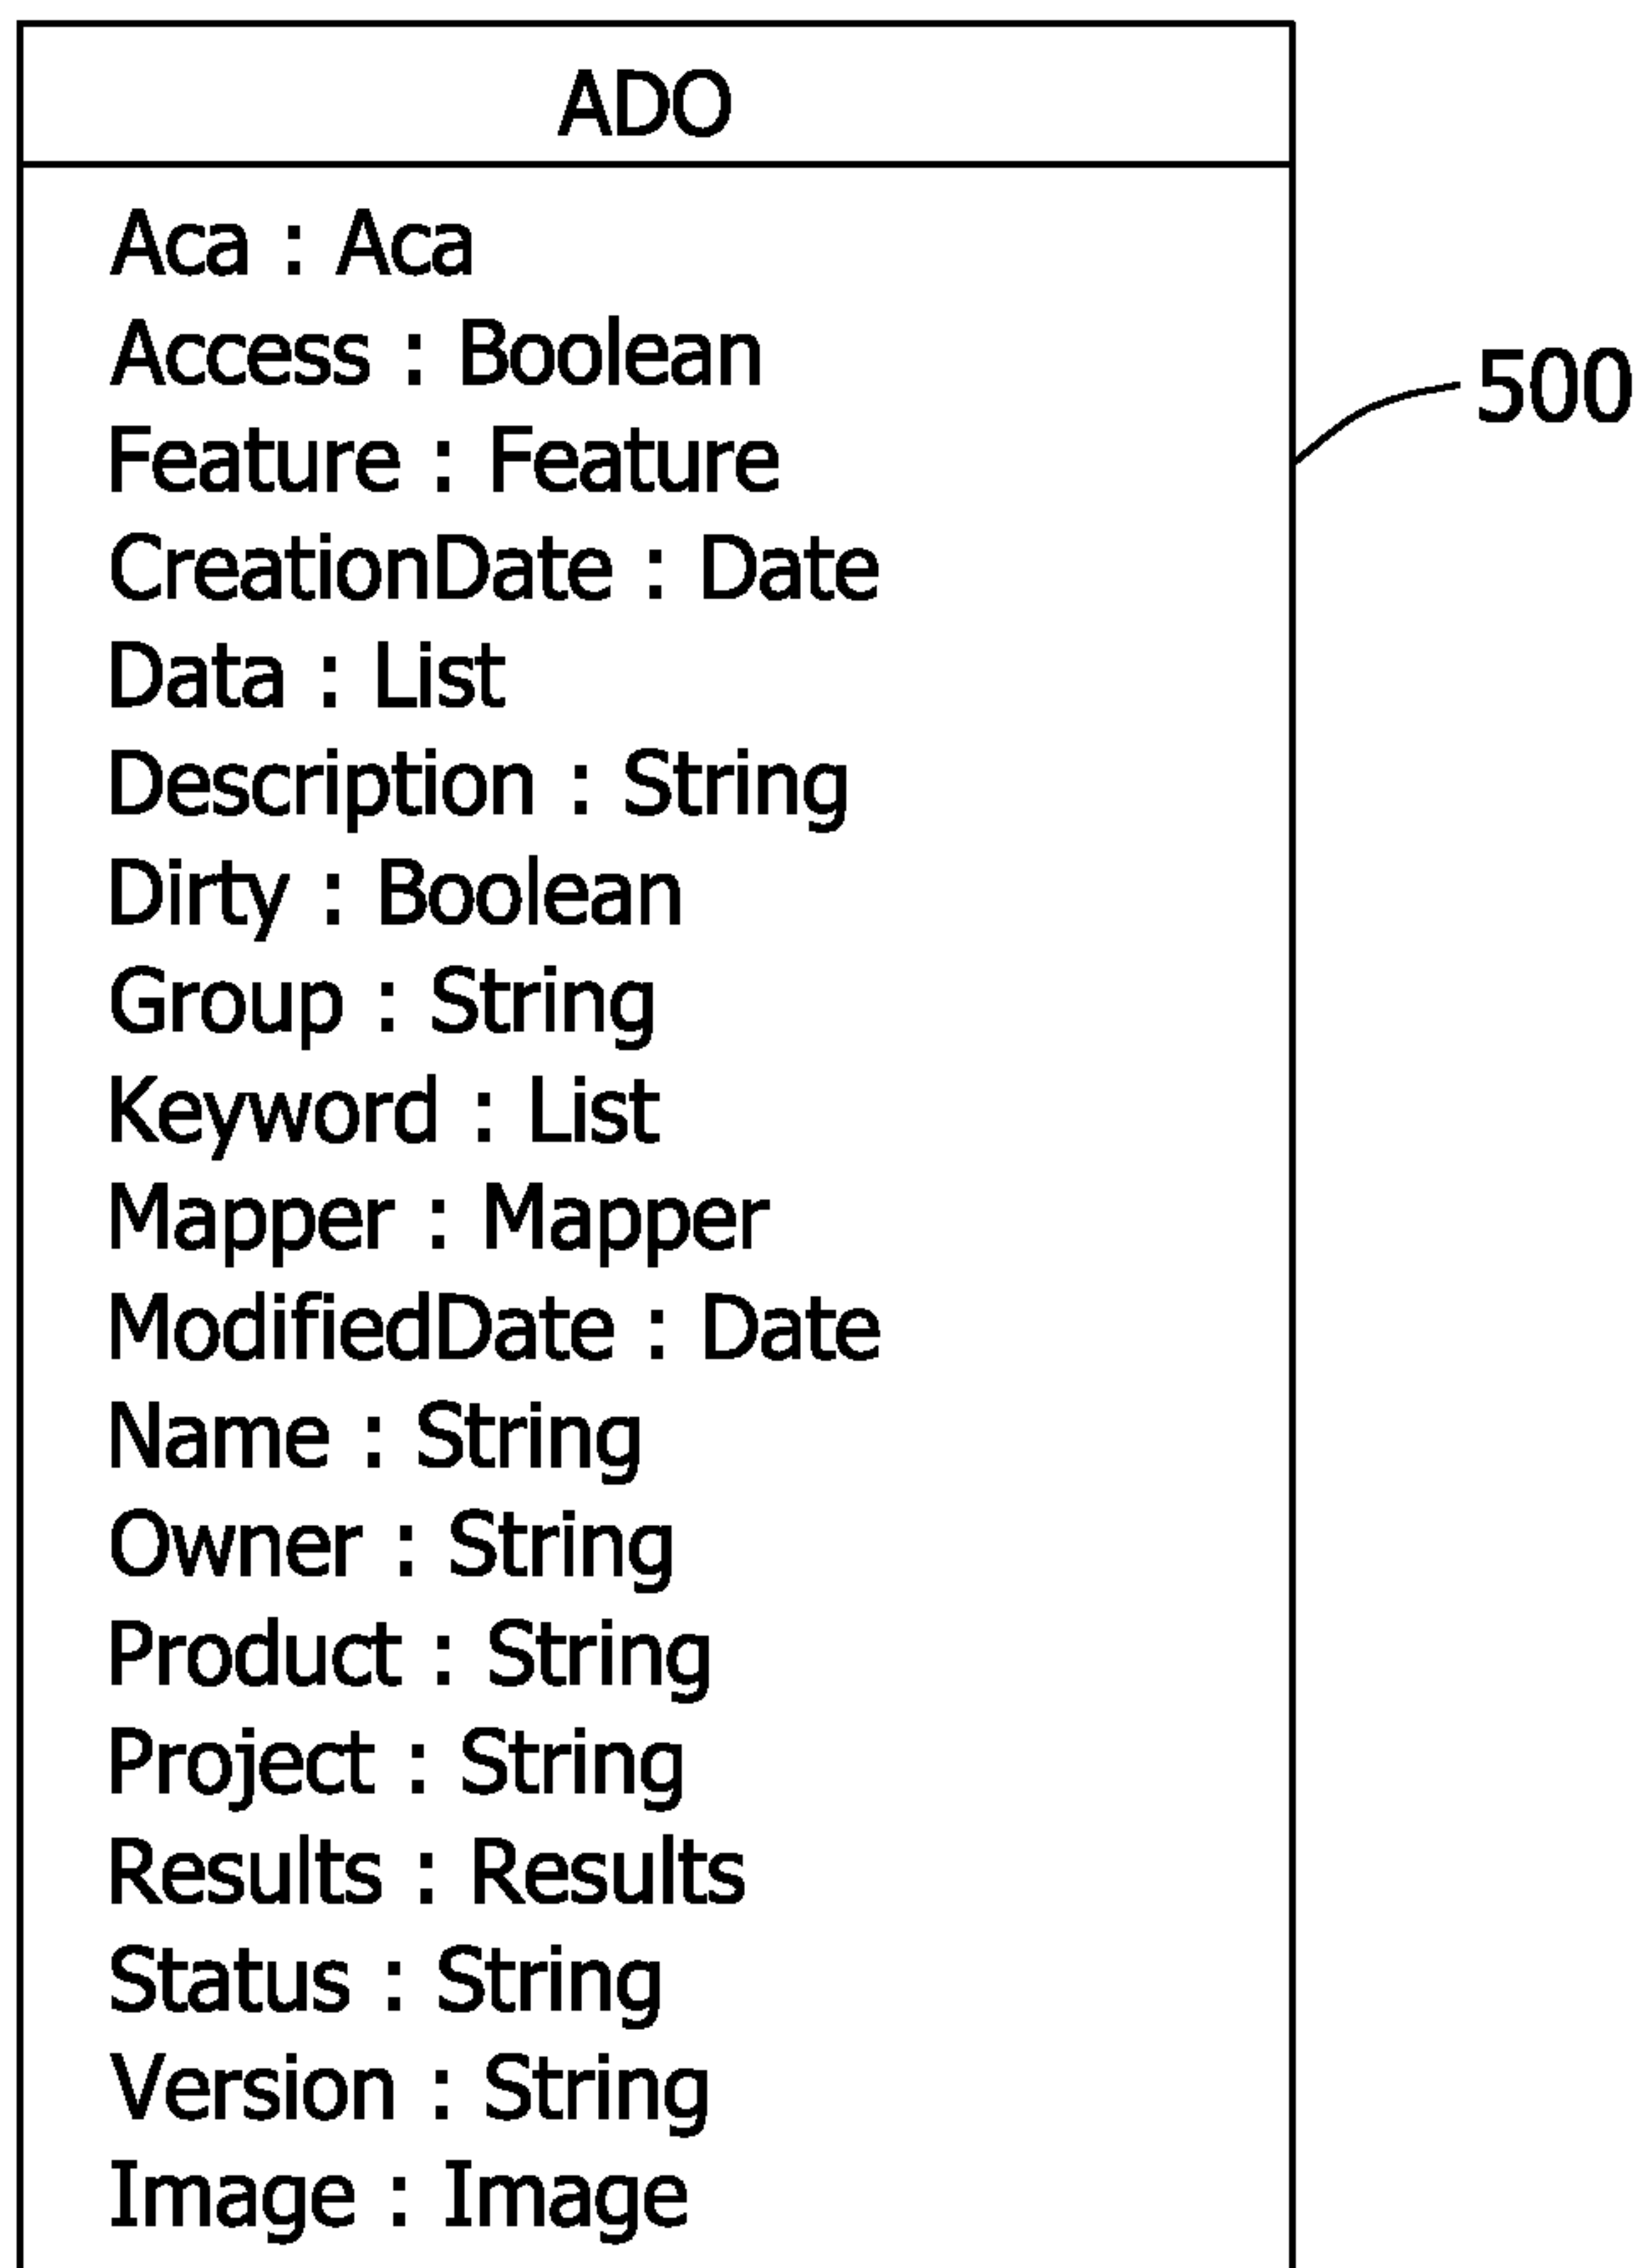 ADO
Aca : Aca
Access : Boolean
500
Feature : Feature
CreationDate : Date
Data : List
Description : String
Dirty : Boolean
Group : String
Keyword : List
Mapper : Mapper
ModifiedDate : Date
Name : String
Owner : String
Product : String
Project : String
Results : Results
Status : String
Version : String
Image : Image